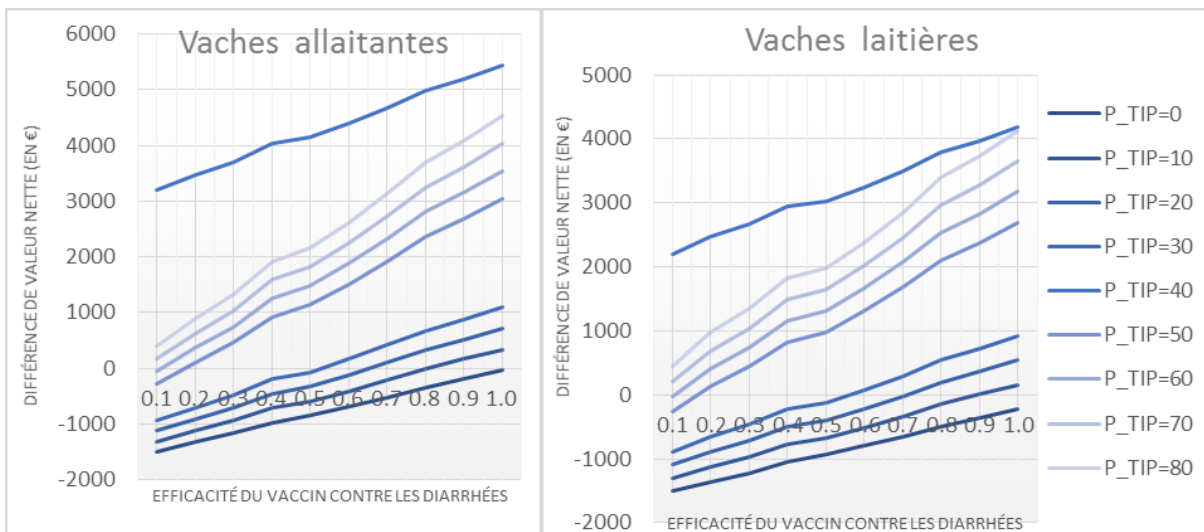 Vaches allaitantes
DIFFÉRENCE DE VALEUR NETTE (EN €)
6000
5000
4000
3000
2000
1000
0
-1000
-2000
0.1 0.2 0.3 0.4 0.5 0.6 0.7 0.8 0.9 1.0
EFFICACITÉ DU VACCIN CONTRE LES DIARRHÉES
Vaches laitières
DIFFÉRENCE DE VALEUR NETTE (EN €)
5000
4000
3000
2000
1000
0
-1000
-2000
0.1 0.2 0.3 0.4 0.5 0.6 0.7 0.8 0.9 1.0
EFFICACITÉ DU VACCIN CONTRE LES DIARRHÉES
P_TIP=0
P_TIP=10
P_TIP=20
P_TIP=30
P_TIP=40
P_TIP=50
P_TIP=60
P_TIP=70
P_TIP=80